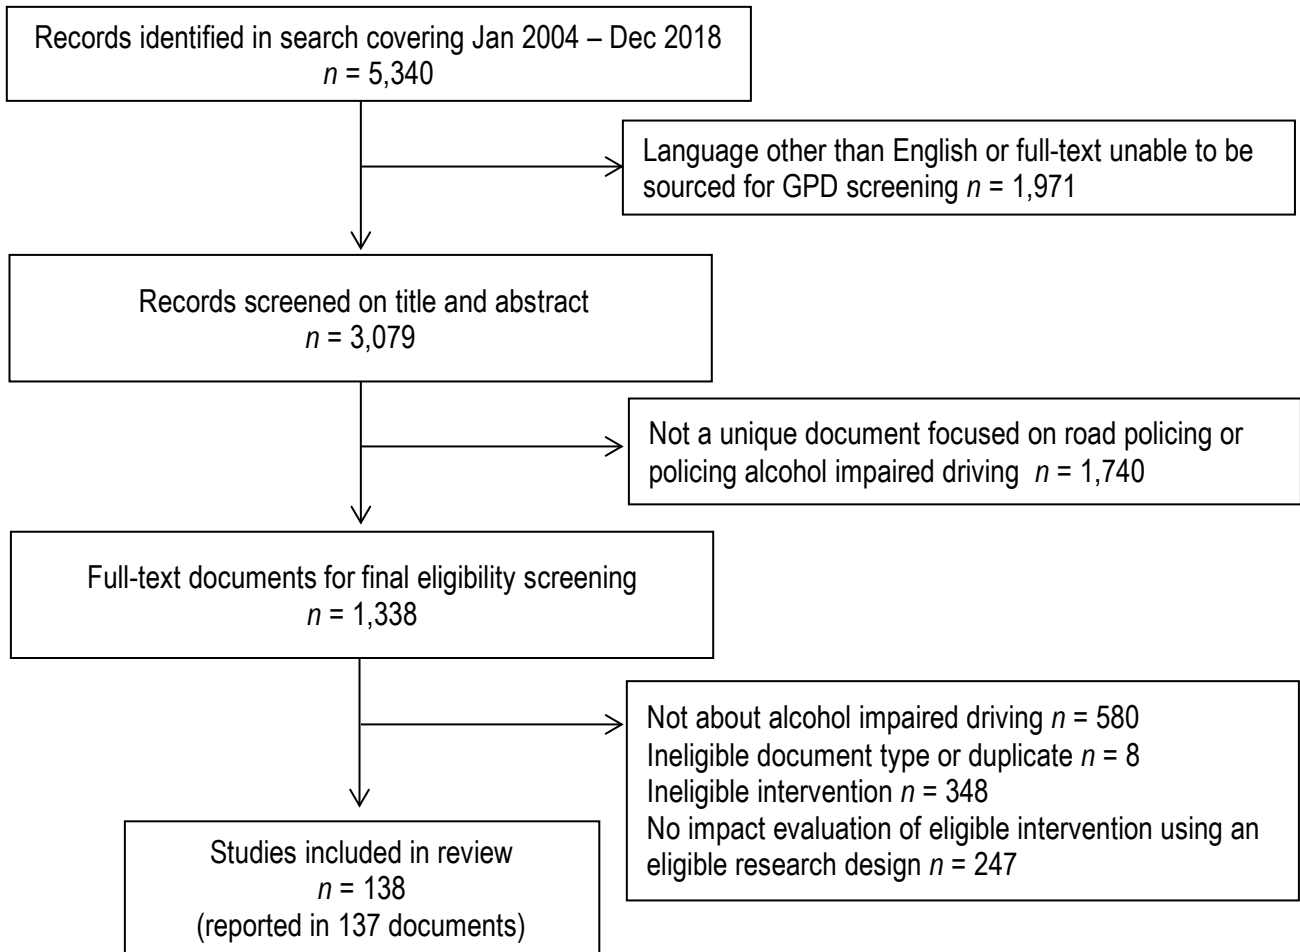 Records identified in search covering Jan 2004 – Dec 2018
n = 5,340
Language other than English or full-text unable to be
sourced for GPD screening n = 1,971
Records screened on title and abstract
n = 3,079
Not a unique document focused on road policing or
policing alcohol impaired driving n = 1,740
Full-text documents for final eligibility screening
n = 1,338
Not about alcohol impaired driving n = 580
Ineligible document type or duplicate n = 8
Ineligible intervention n = 348
No impact evaluation of eligible intervention using an
eligible research design n = 247
Studies included in review
n = 138
(reported in 137 documents)